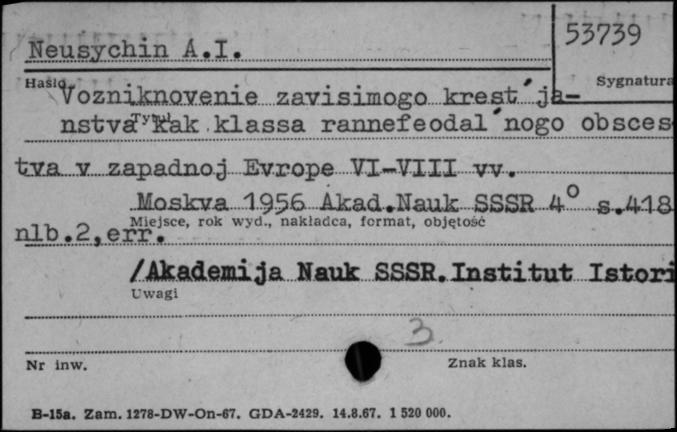 Neusychin A.I.
53739
Hasło
Sygnatura
Vozniknovenie zavisimogo krest´ja-
nstva kak klassa rannefeodal´nogo obsces
Tytuł
tva v zapadnoj Evrope VI-VIII vv.
Moskva 1956 Akad.Nauk SSSR 4° s.418
Miejsce, rok wyd., nakładca, format, objętość
nlb.2,err.
/Akademija Nauk SSSR.Institut Istori
Uwagi
3
Nr inw.
Znak klas.
B-15a. Zam. 1278-DW-On-67. GDA-2429. 14.8.67. 1 520 000.